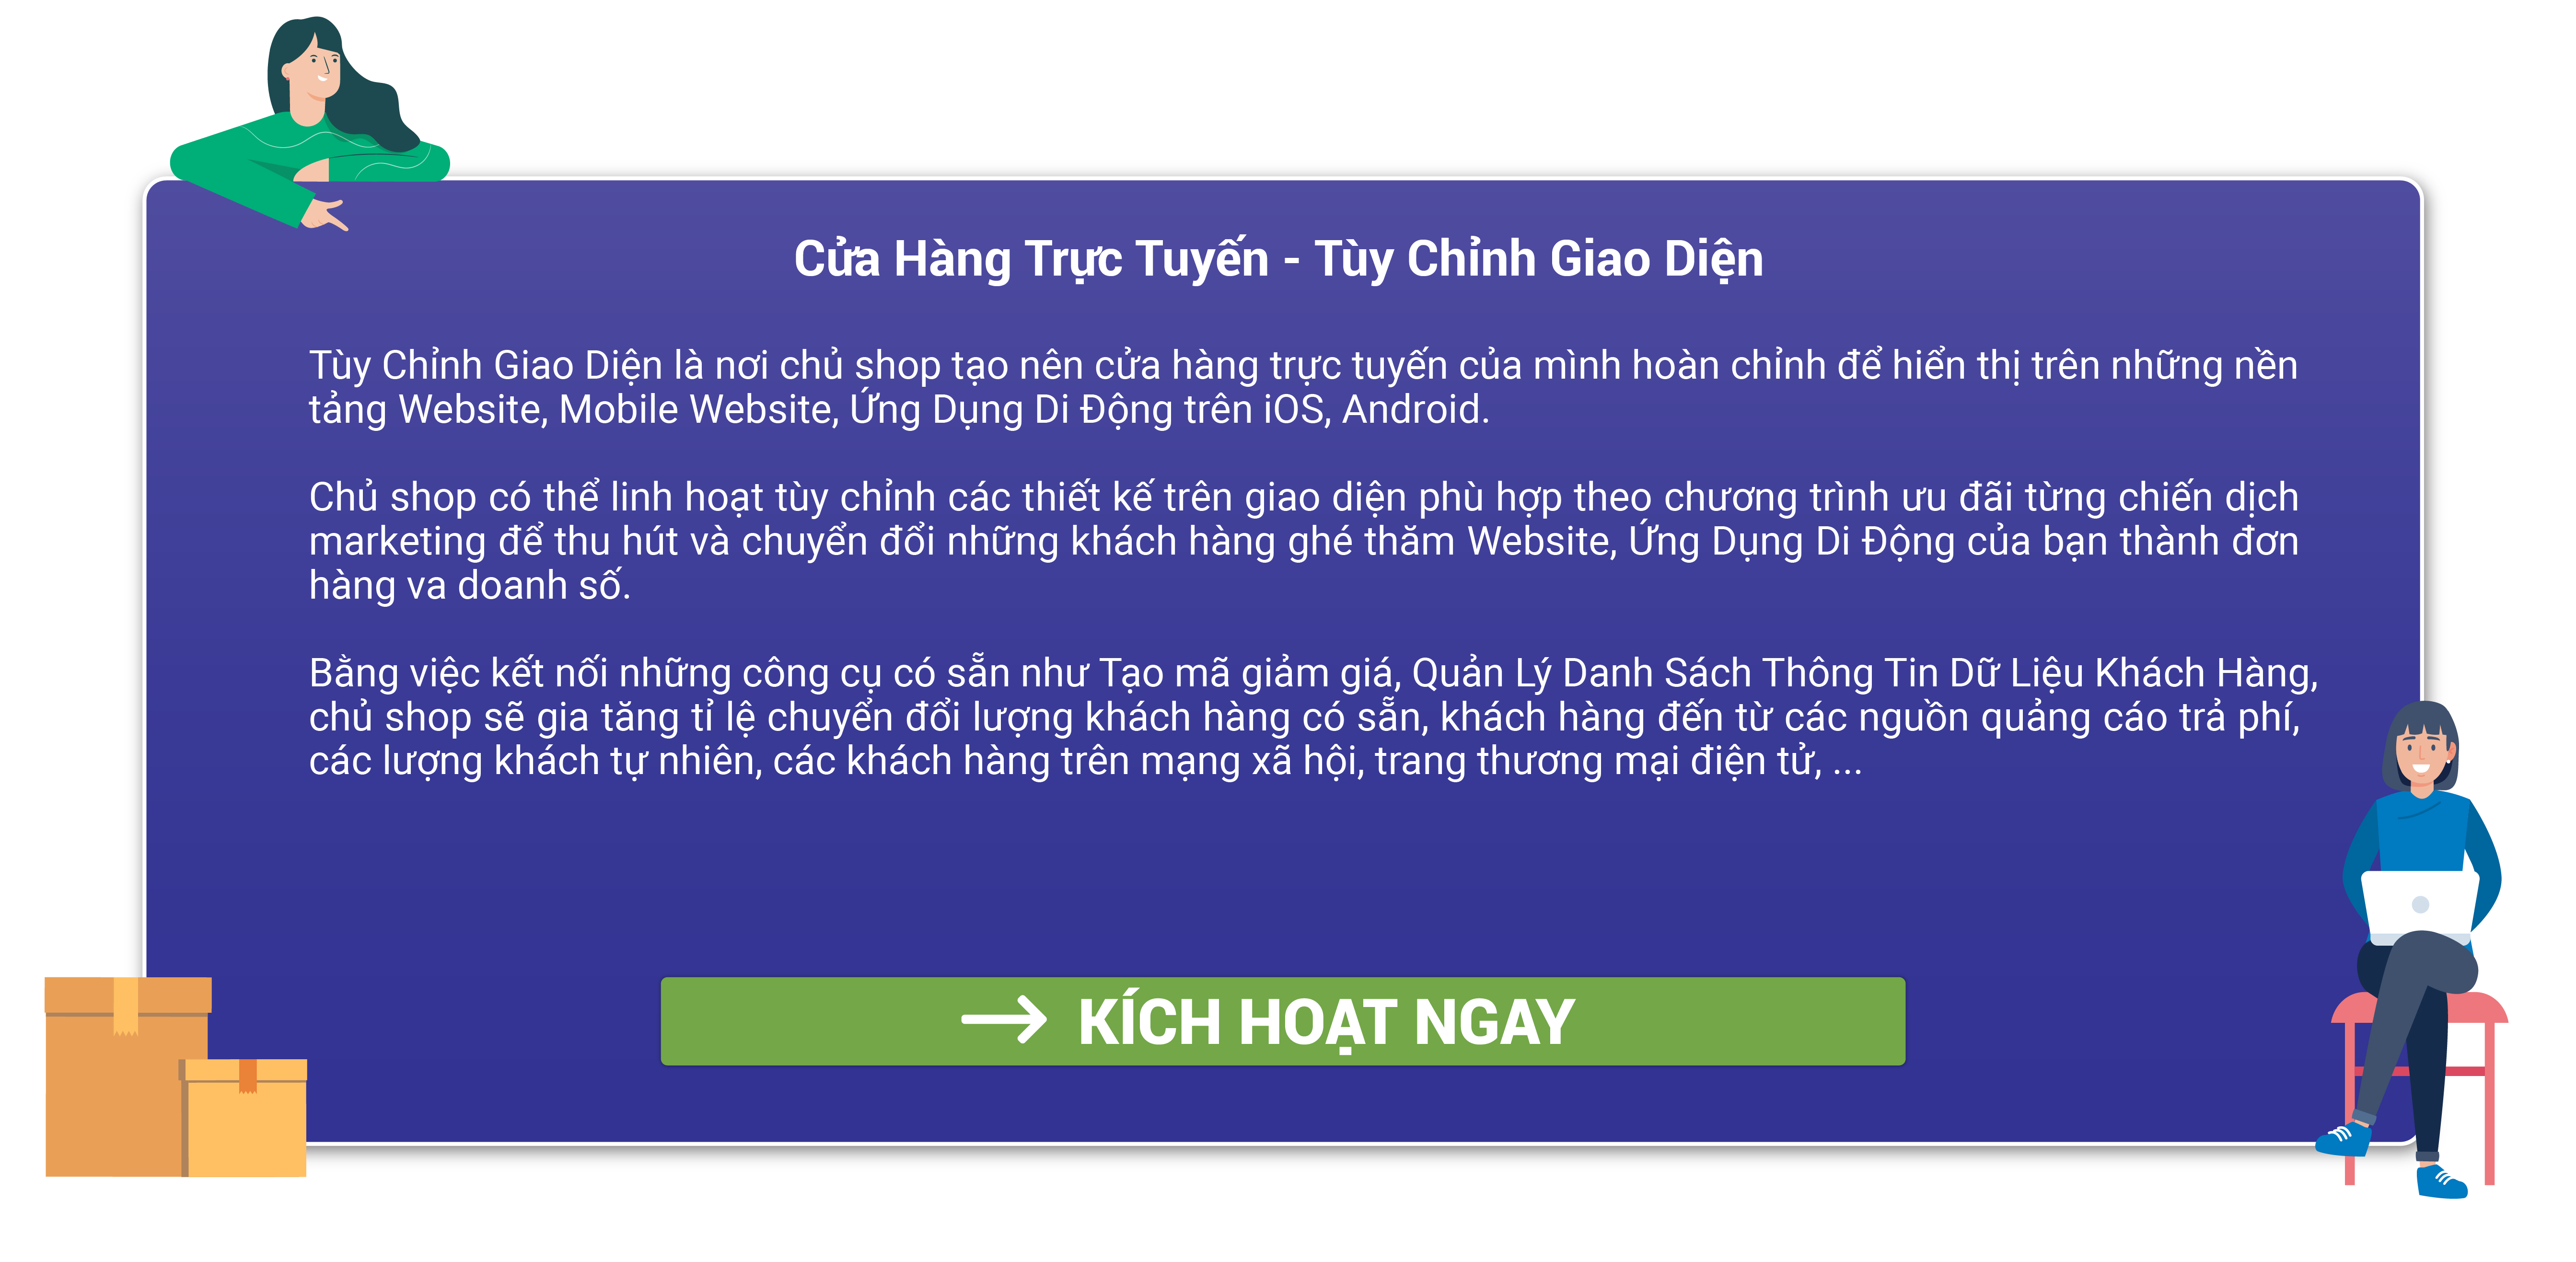 Cửa Hàng Trực Tuyến - Tùy Chỉnh Giao Diện
Tùy Chỉnh Giao Diện là nơi chủ shop tạo nên cửa hàng trực tuyến của mình hoàn chỉnh để hiển thị trên những nền
tảng Website, Mobile Website, Ứng Dụng Di Động trên iOS, Android.
Chủ shop có thể linh hoạt tùy chỉnh các thiết kế trên giao diện phù hợp theo chương trình ưu đãi từng chiến dịch
marketing để thu hút và chuyển đổi những khách hàng ghé thăm Website, Ứng Dụng Di Động của bạn thành đơn
hàng va doanh số.
Bằng việc kết nối những công cụ có sẵn như Tạo mã giảm giá, Quản Lý Danh Sách Thông Tin Dữ Liệu Khách Hàng,
chủ shop sẽ gia tăng tỉ lệ chuyển đổi lượng khách hàng có sẵn, khách hàng đến từ các nguồn quảng cáo trả phí,
các lượng khách tự nhiên, các khách hàng trên mạng xã hội, trang thương mại điện tử, ...
→ KÍCH HOẠT NGAY